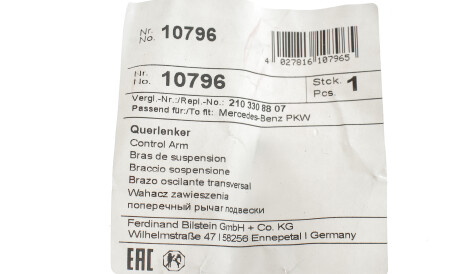 Nr.
No. 10796
4 027816 107965
Nr.
No. 10796 Stck.
Pos. 1
Vergl.-Nr.:/Repl.-No.: 210 330 88 07
Passend für:/To fit: Mercedes-Benz PKW
Querlenker
Control Arm
Bras de suspension
Braccio sospensione
Brazo oscilante transversal
Wahacz zawieszenia
поперечный рычаг подвески
Ferdinand Bilstein GmbH + Co. KG
Wilhelmstraße 47 | 58256 Ennepetal | Germany
EAC